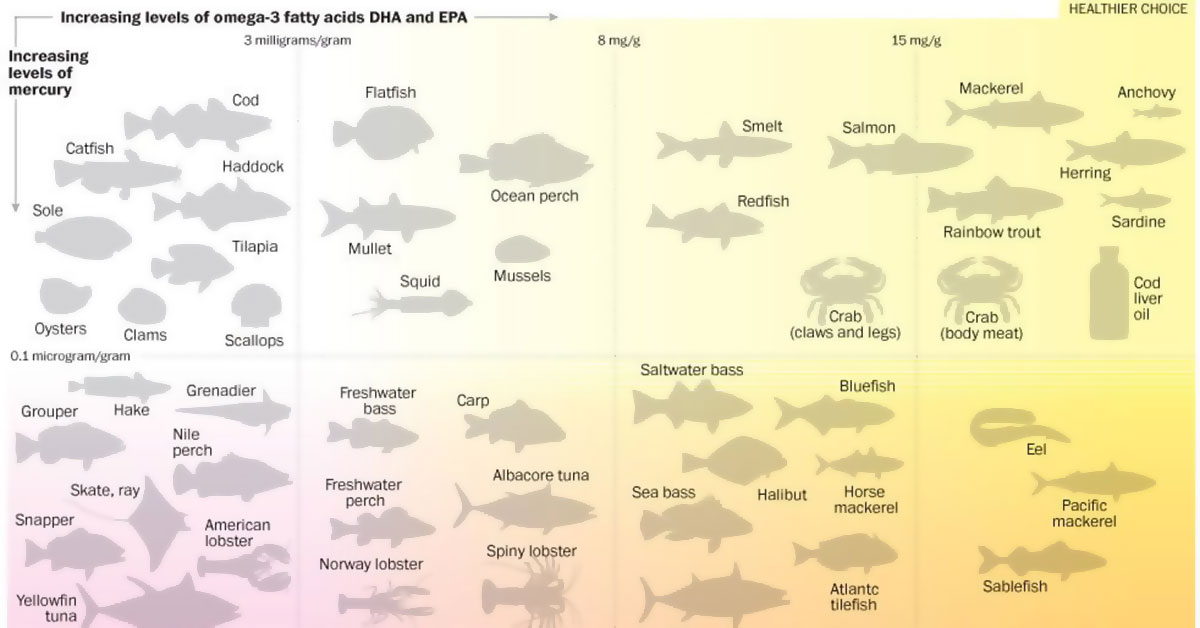 Increasing levels of omega-3 fatty acids DHA and EPA
HEALTHIER CHOICE
3 milligrams/gram
8 mg/g
15 mg/g
Increasing
levels of
mercury
Cod
Flatfish
Mackerel
Anchovy
Catfish
Haddock
Smelt
Salmon
Herring
Ocean perch
Redfish
Sole
Sardine
Rainbow trout
Tilapia
Mullet
Mussels
Squid
Cod
liver
oil
Oysters
Clams
Scallops
Crab
(claws and legs)
Crab
(body meat)
0.1 microgram/gram
Saltwater bass
Grenadier
Freshwater
bass
Bluefish
Grouper
Hake
Carp
Nile
perch
Eel
Albacore tuna
Skate, ray
Freshwater
perch
Sea bass
Halibut
Horse
mackerel
Pacific
mackerel
Snapper
American
lobster
Spiny lobster
Norway lobster
Sablefish
Atlantc
tilefish
Yellowfin
tuna